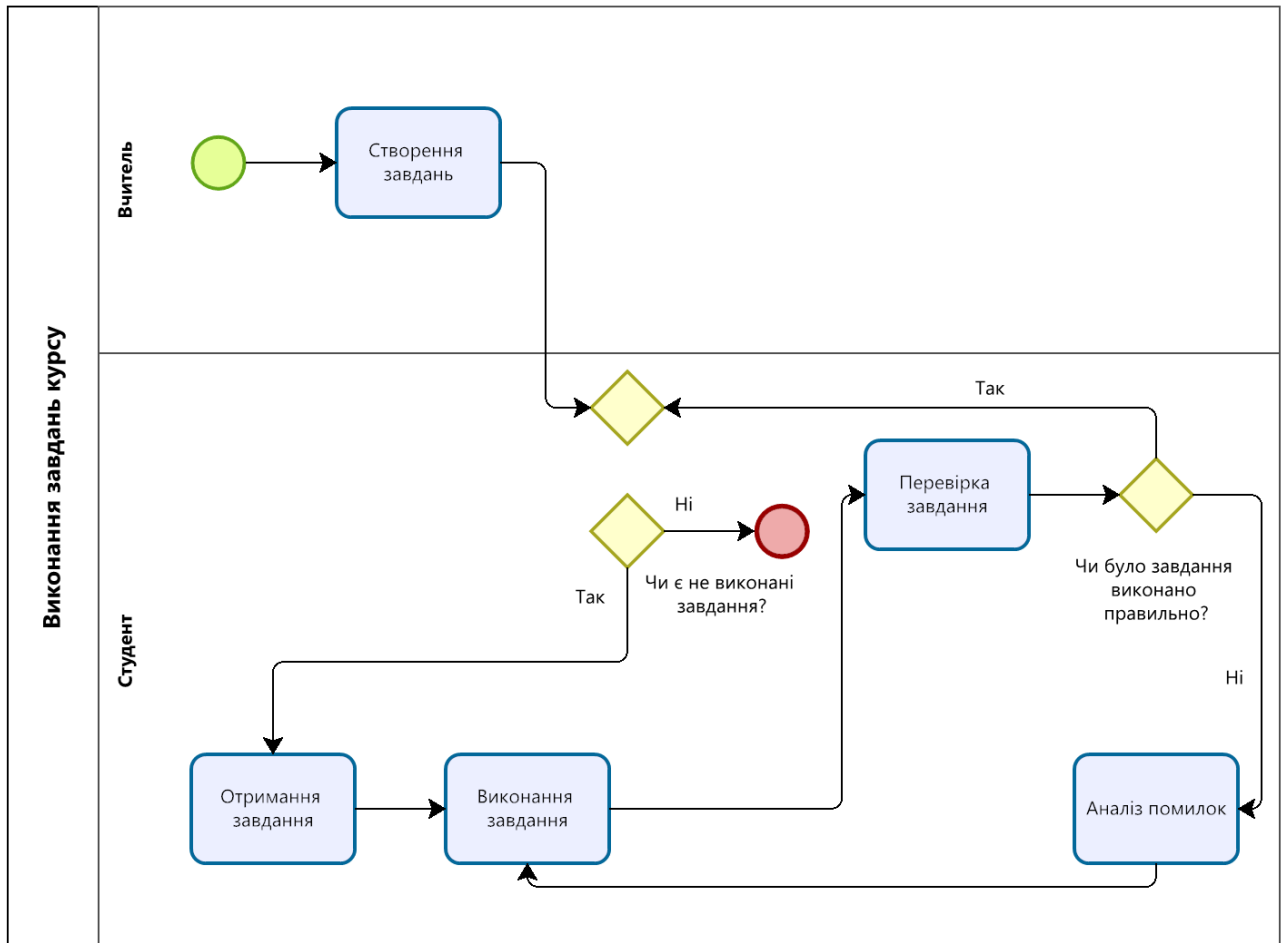 Виконання завдань курсу
Вчитель
Створення
завдань
Студент
Так
Перевірка
завдання
Ні
Чи є не виконані
завдання?
Так
Чи було завдання
виконано
правильно?
Ні
Отримання
завдання
Виконання
завдання
Аналіз помилок